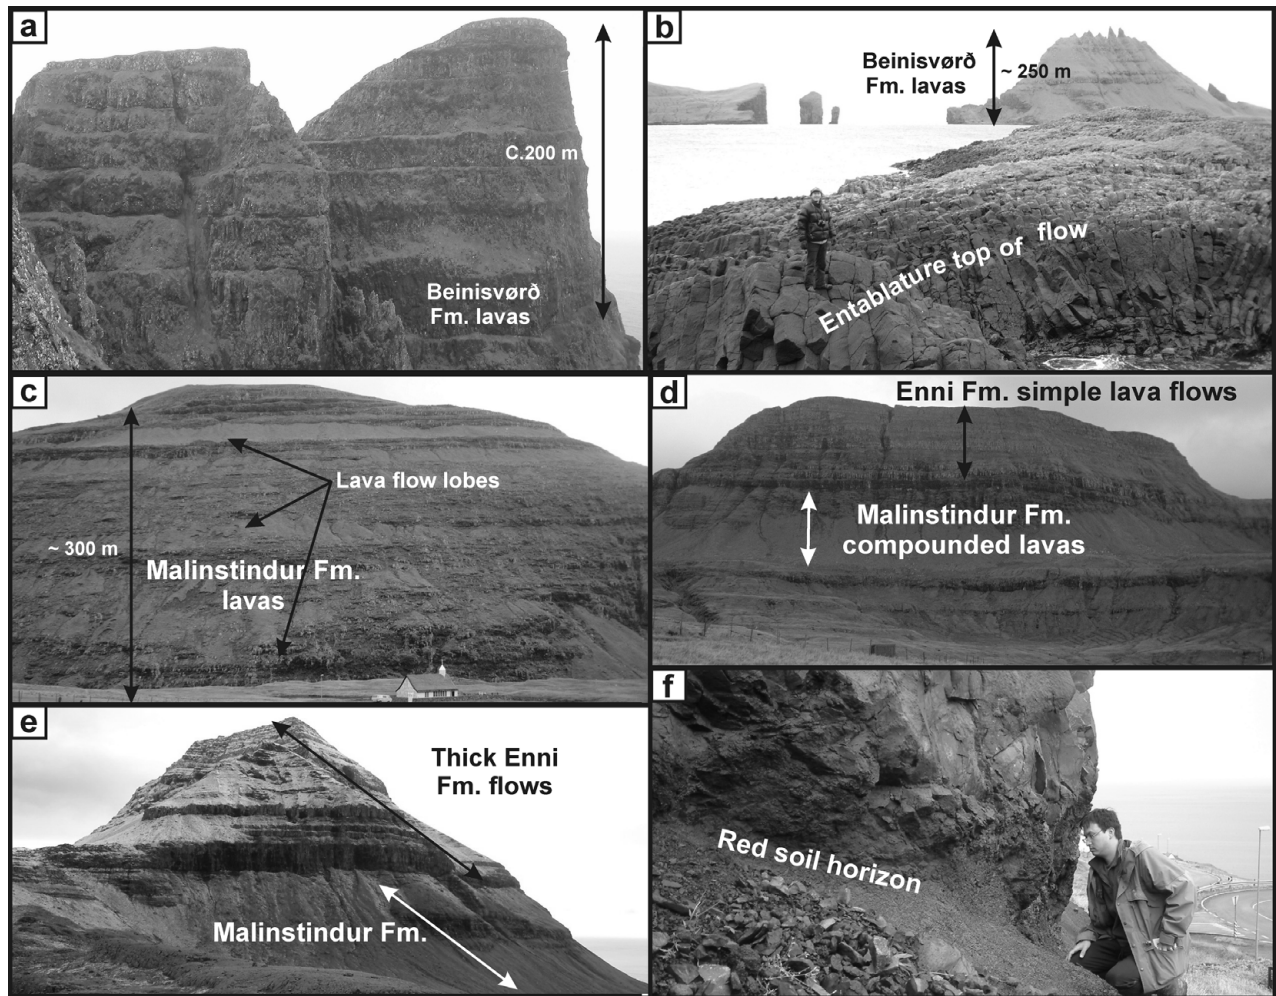 a
C.200 m
Beinisvørð
Fm. lavas
b
Beinisvørð
Fm. lavas
~ 250 m
Entablature top of flow
c
Lava flow lobes
~ 300 m
Malinstindur Fm.
lavas
d
Enni Fm. simple lava flows
Malinstindur Fm.
compounded lavas
e
Thick Enni
Fm. flows
Malinstindur Fm.
f
Red soil horizon